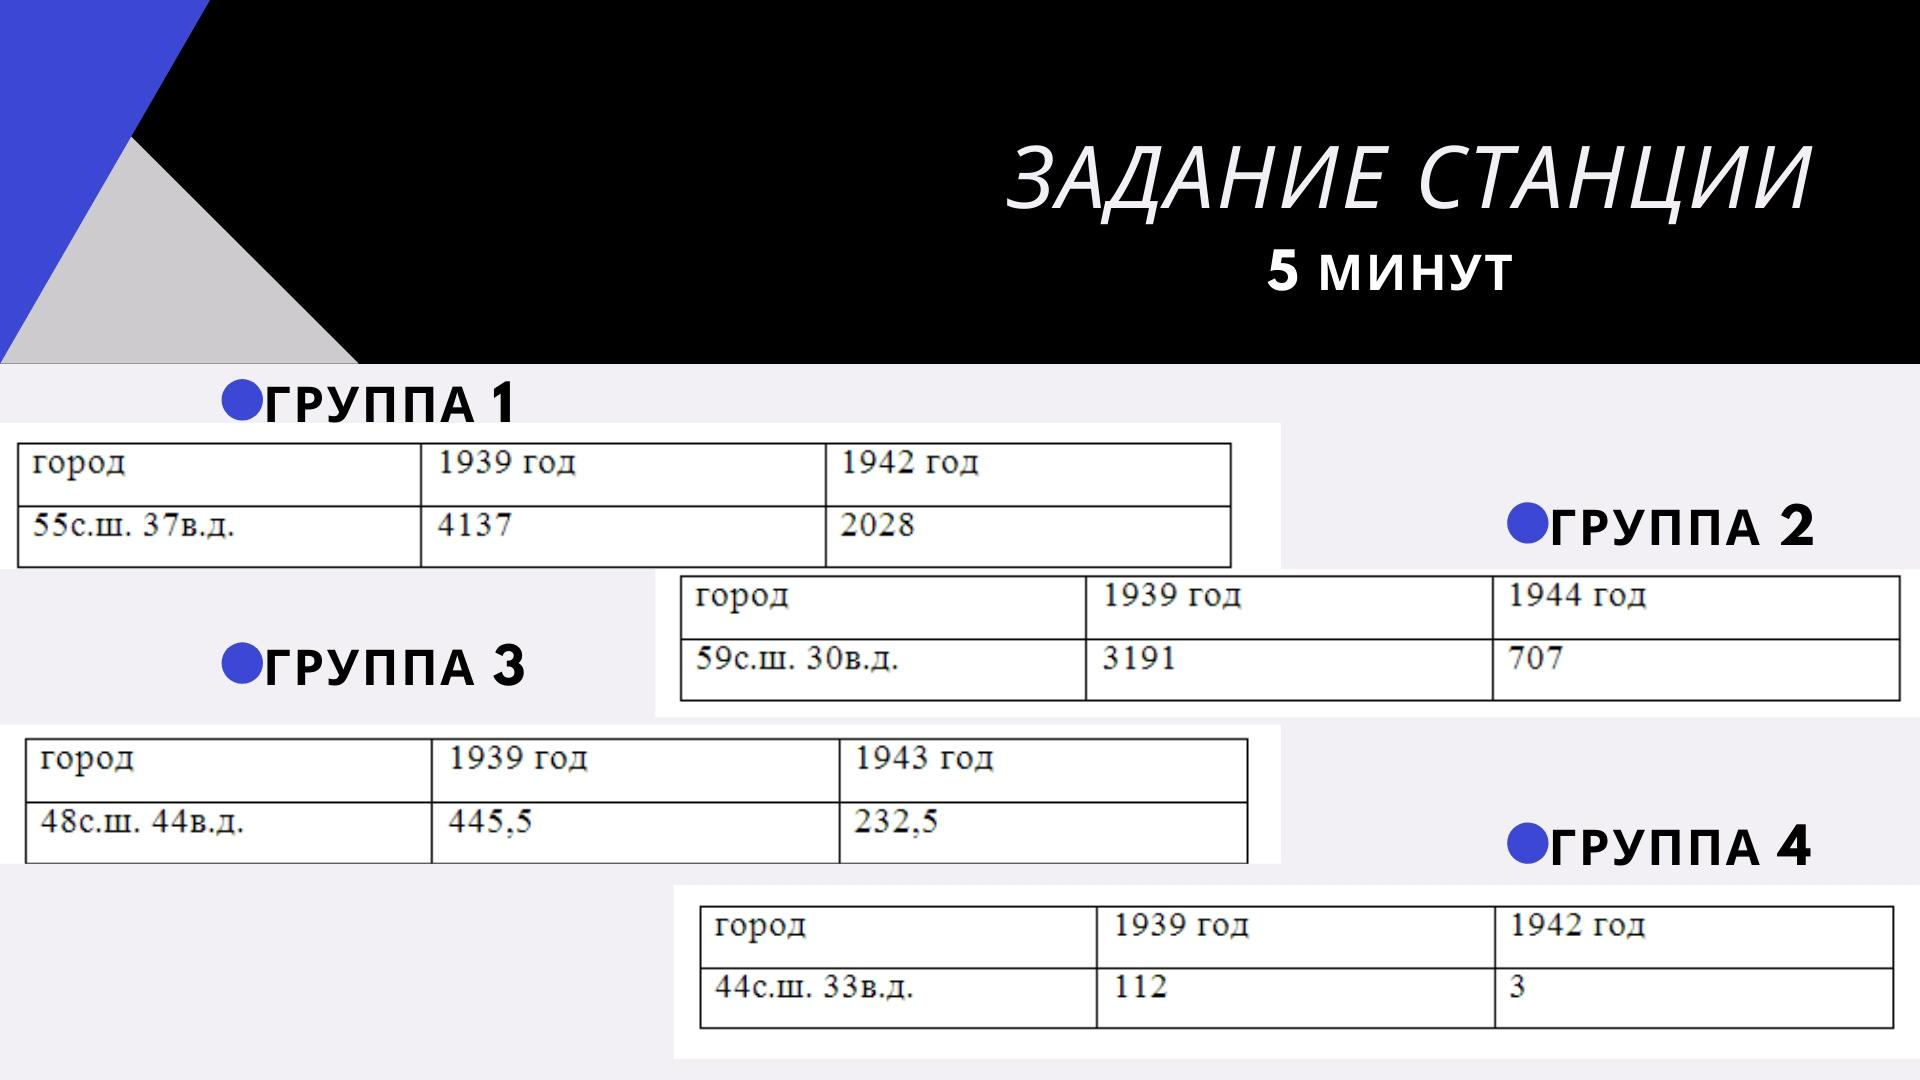 ЗАДАНИЕ СТАНЦИИ
5 МИНУТ
ГРУППА 1
город 1939 год 1942 год
55с.ш. 37в.д. 4137 2028
ГРУППА 2
город 1939 год 1944 год
59с.ш. 30в.д. 3191 707
ГРУППА 3
город 1939 год 1943 год
48с.ш. 44в.д. 445,5 232,5
ГРУППА 4
город 1939 год 1942 год
44с.ш. 33в.д. 112 3